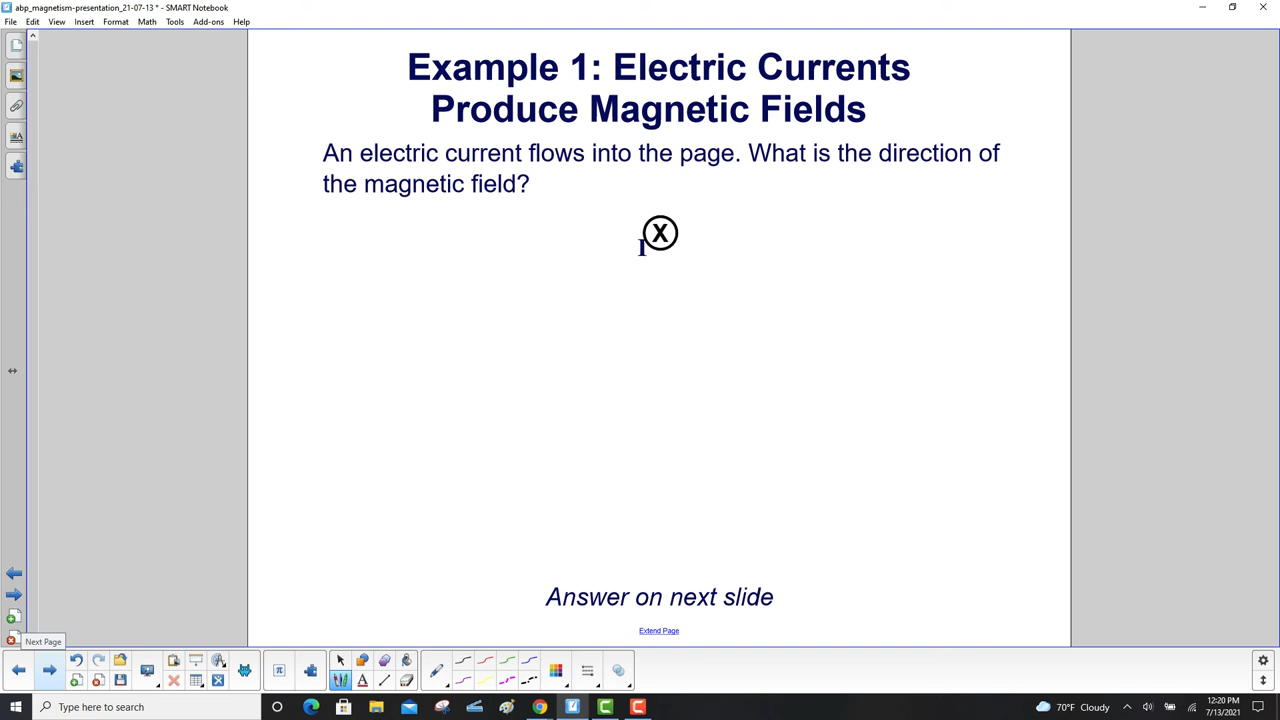 abp_magnetism-presentation_21-07-13 * - SMART Notebook
File Edit View Insert Format Math Tools Add-ons Help
Example 1: Electric Currents
Produce Magnetic Fields
An electric current flows into the page. What is the direction of
the magnetic field?
X
I
Answer on next slide
Extend Page
Next Page
π
A
Type here to search
70°F Cloudy
12:20 PM
7/13/2021